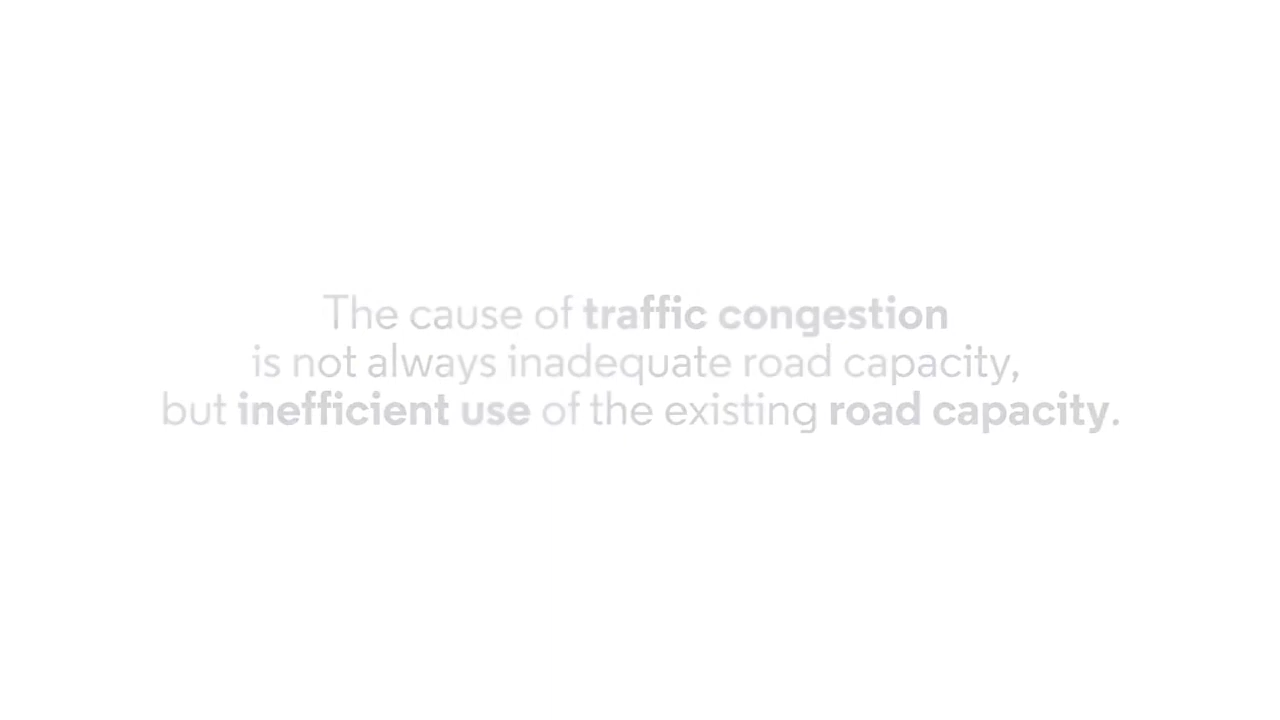 The cause of traffic congestion
is not always inadequate road capacity,
but inefficient use of the existing road capacity.